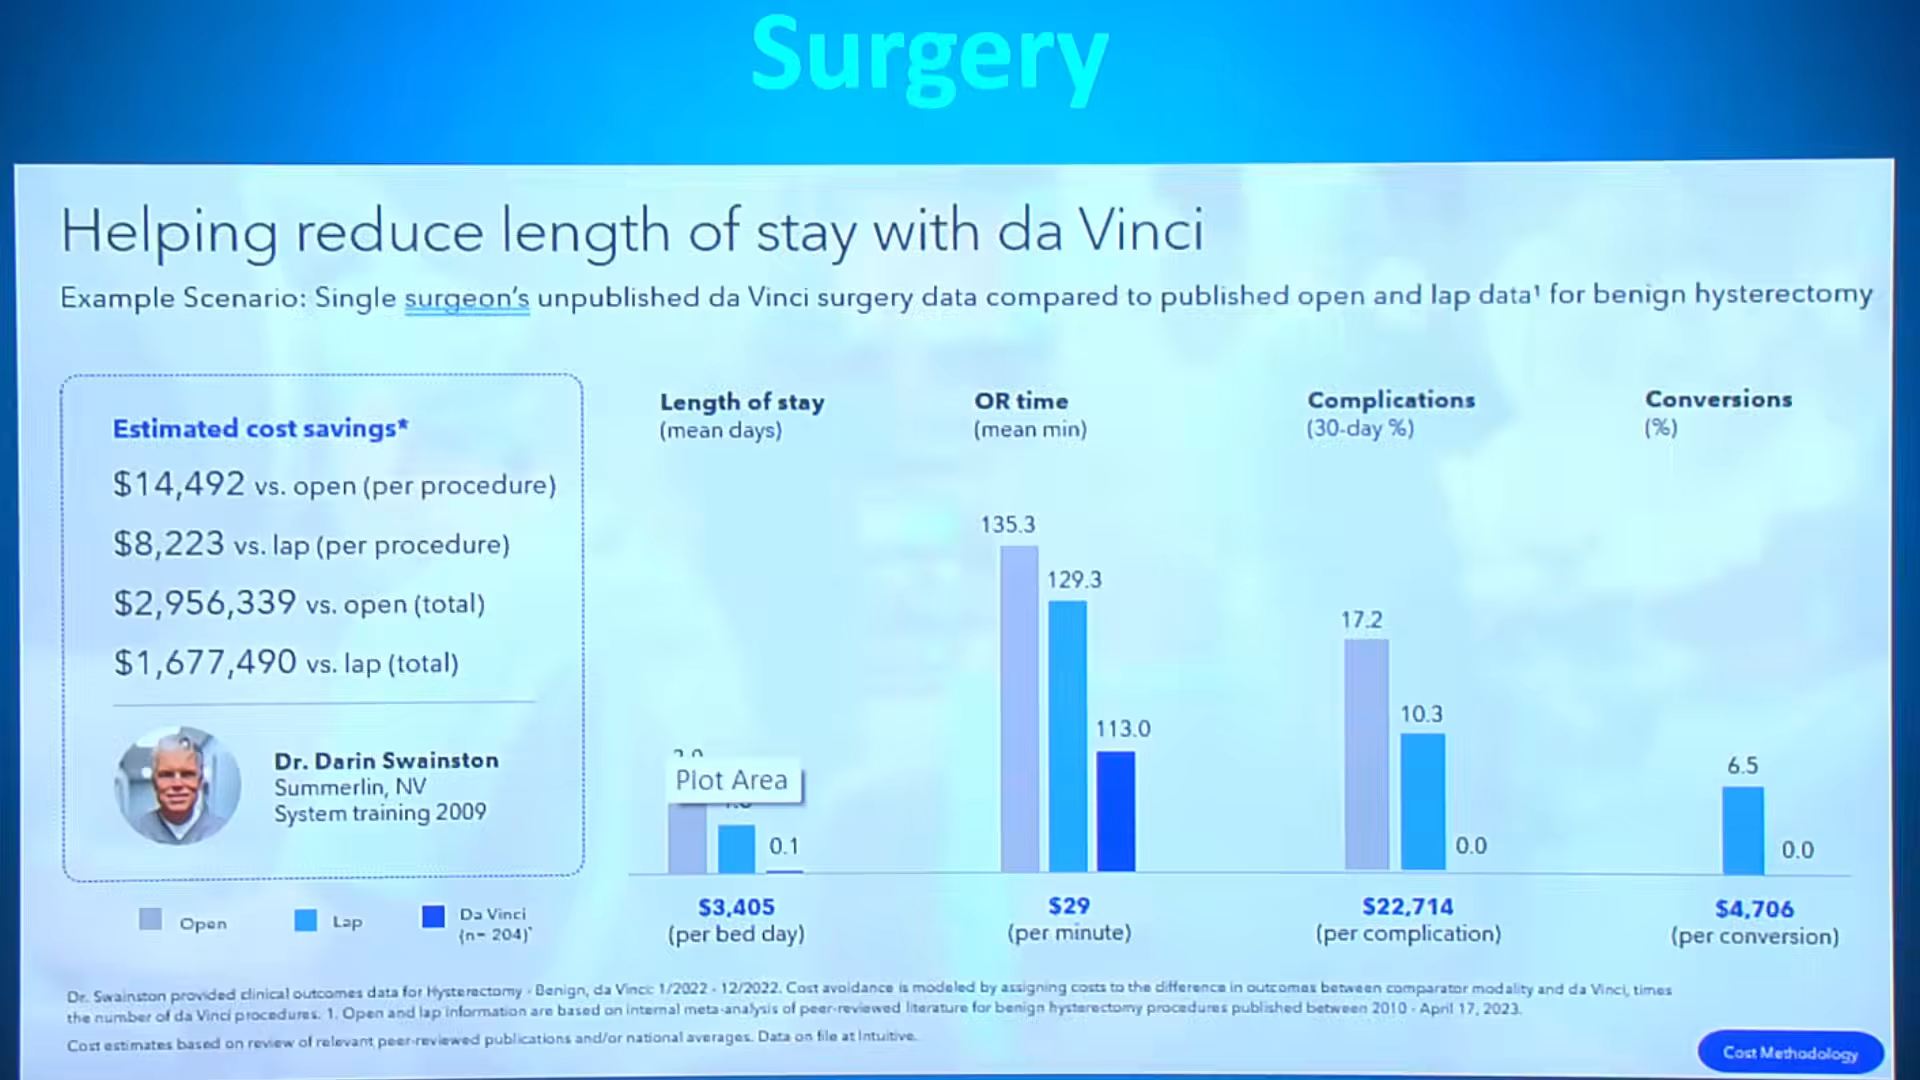 Surgery
Helping reduce length of stay with da Vinci
Example Scenario: Single surgeon's unpublished da Vinci surgery data compared to published open and lap data¹ for benign hysterectomy
Estimated cost savings*
$14,492 vs. open (per procedure)
$8,223 vs. lap (per procedure)
$2,956,339 vs. open (total)
$1,677,490 vs. lap (total)
Dr. Darin Swainston
Summerlin, NV
System training 2009
Open
Lap
Da Vinci
(n= 204)*
Length of stay
(mean days)
Plot Area
0.1
$3,405
(per bed day)
OR time
(mean min)
135.3
129.3
113.0
$29
(per minute)
Complications
(30-day %)
17.2
10.3
0.0
$22,714
(per complication)
Conversions
(%)
6.5
0.0
$4,706
(per conversion)
Dr. Swainston provided clinical outcomes data for Hysterectomy - Benign, da Vinci: 1/2022 - 12/2022. Cost avoidance is modeled by assigning costs to the difference in outcomes between comparator modality and da Vinci, times
the number of da Vinci procedures. 1. Open and lap information are based on internal meta-analysis of peer-reviewed literature for benign hysterectomy procedures published between 2010 - April 17, 2023.
Cost estimates based on review of relevant peer-reviewed publications and/or national averages. Data on file at Intuitive.
Cost Methodology